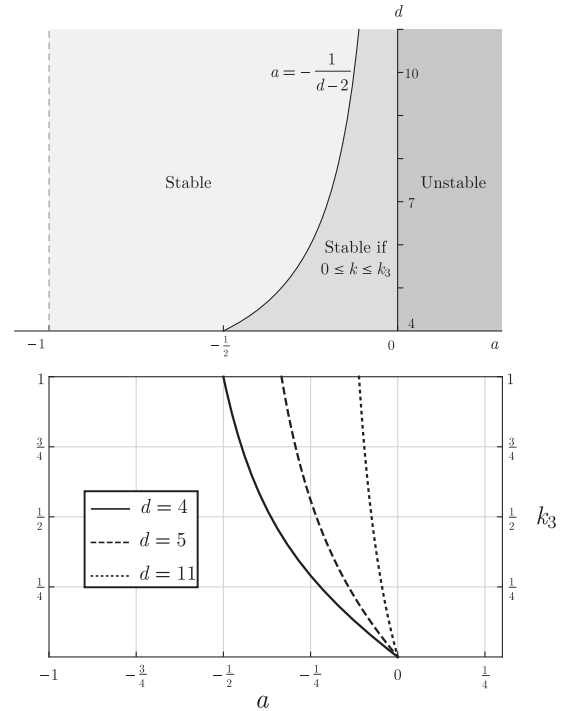 d
a = − 1/(d − 2)
10
Stable
Unstable
7
Stable if
0 ≤ k ≤ k₃
4
−1
−1/2
0
a
1
1
3/4
3/4
1/2
1/2
k₃
1/4
1/4
d = 4
d = 5
d = 11
−1
−3/4
−1/2
−1/4
0
1/4
a